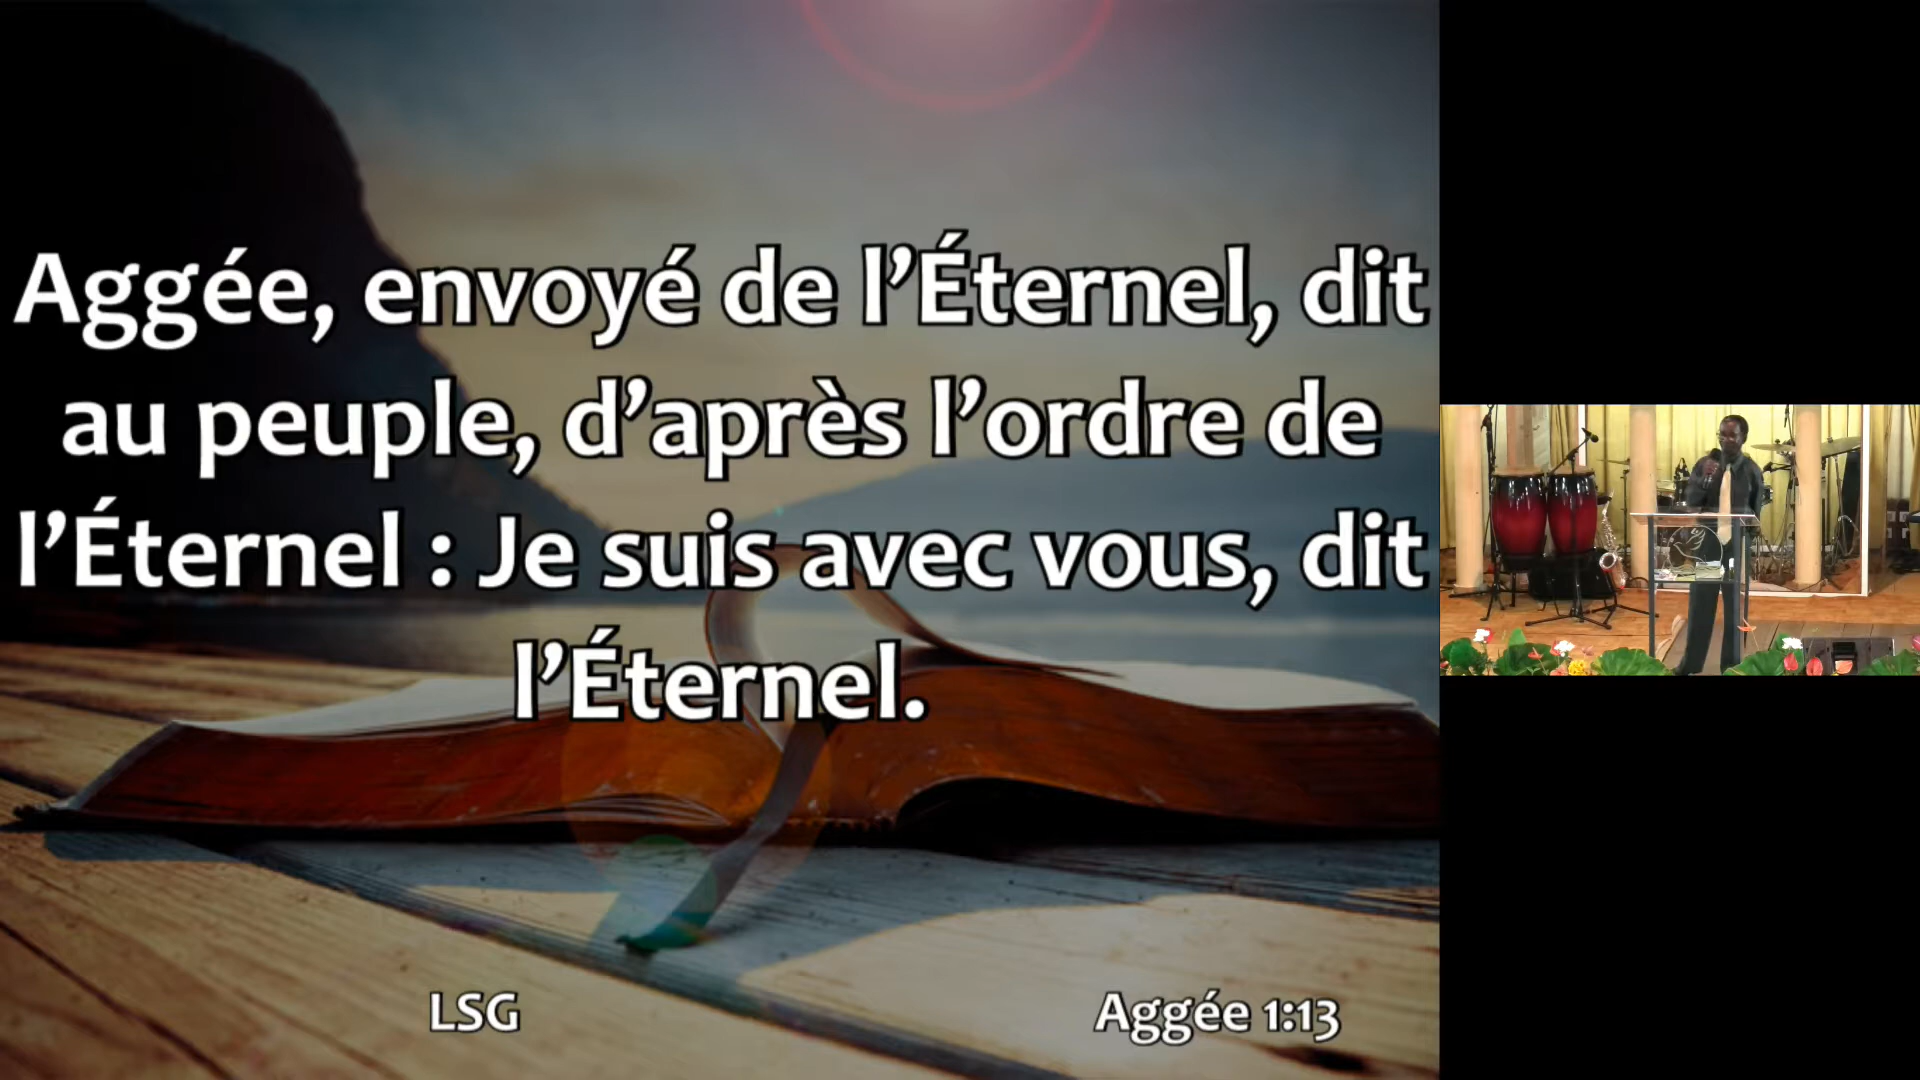 Aggée, envoyé de l’Éternel, dit
au peuple, d’après l’ordre de
l’Éternel : Je suis avec vous, dit
l’Éternel.
LSG
Aggée 1:13